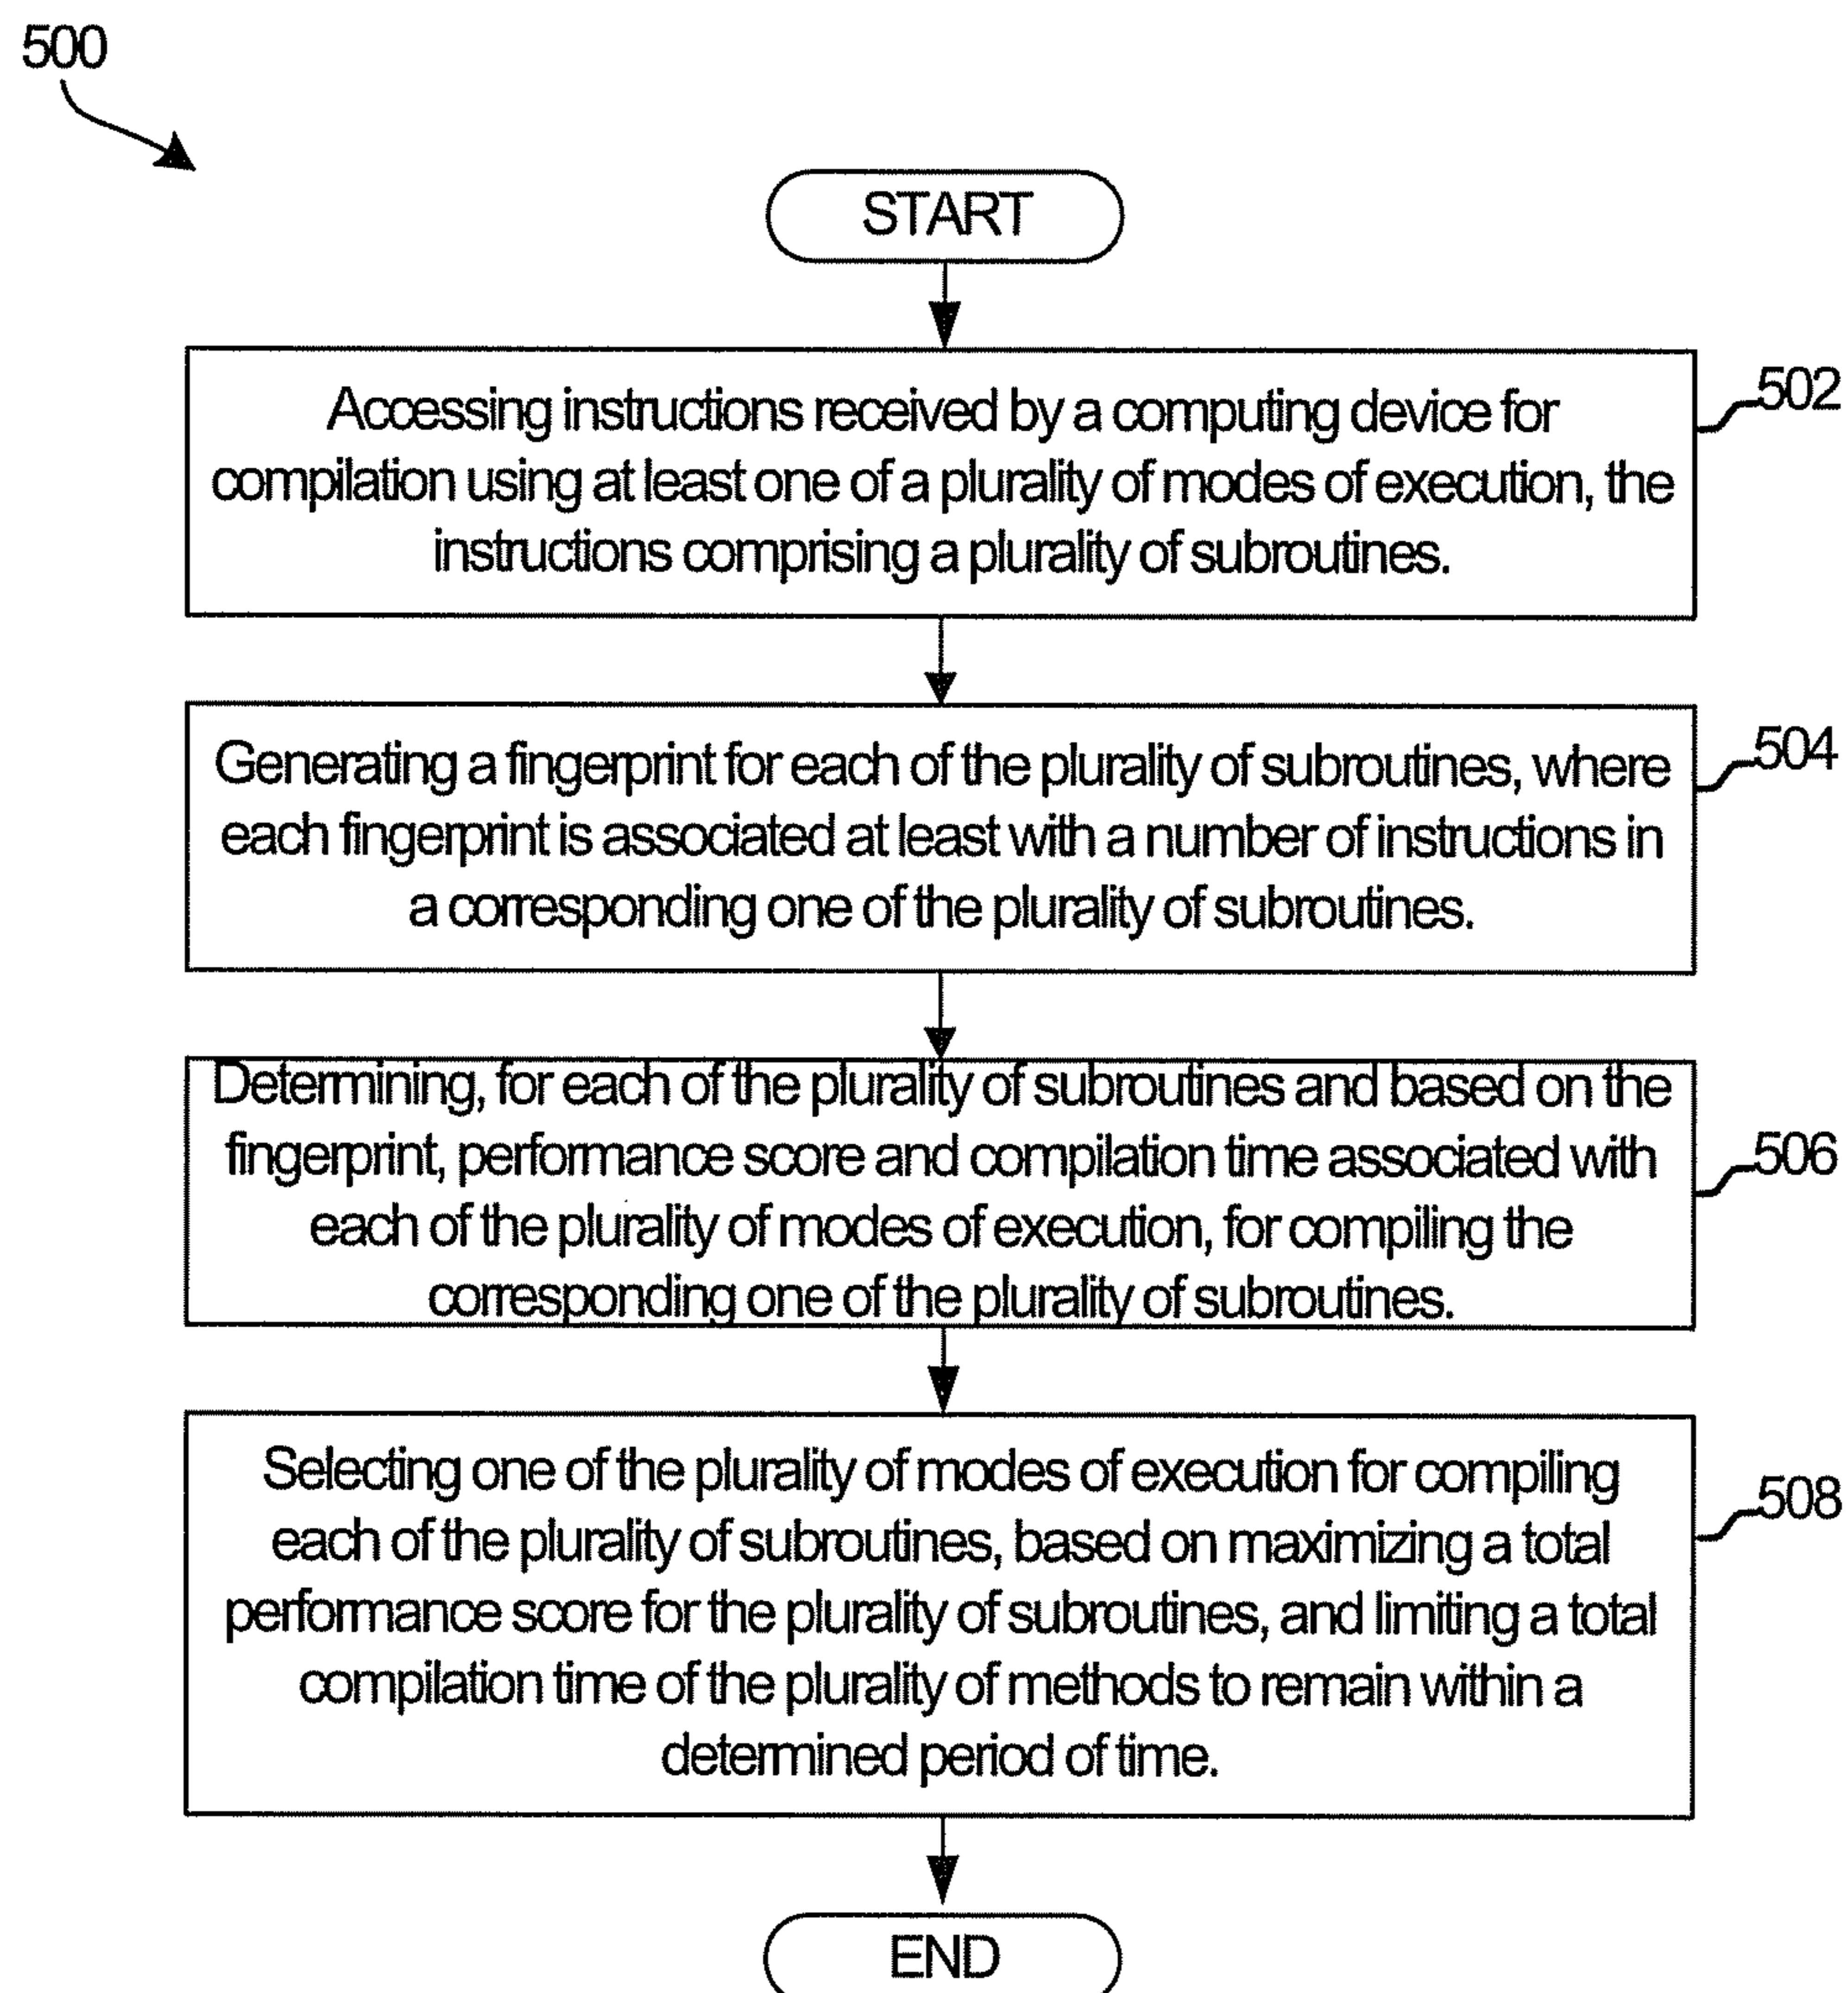 500
START
Accessing instructions received by a computing device for
compilation using at least one of a plurality of modes of execution, the
instructions comprising a plurality of subroutines.
502
Generating a fingerprint for each of the plurality of subroutines, where
each fingerprint is associated at least with a number of instructions in
a corresponding one of the plurality of subroutines.
504
Determining, for each of the plurality of subroutines and based on the
fingerprint, performance score and compilation time associated with
each of the plurality of modes of execution, for compiling the
corresponding one of the plurality of subroutines.
506
Selecting one of the plurality of modes of execution for compiling
each of the plurality of subroutines, based on maximizing a total
performance score for the plurality of subroutines, and limiting a total
compilation time of the plurality of methods to remain within a
determined period of time.
508
END